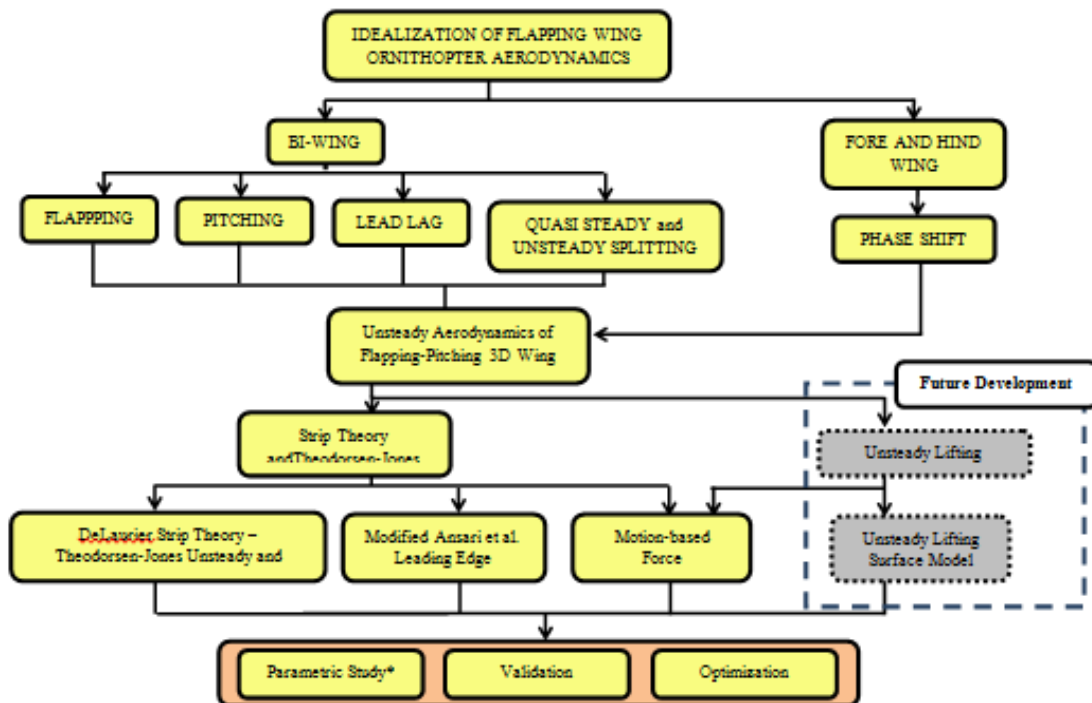 IDEALIZATION OF FLAPPING WING
ORNITHOPTER AERODYNAMICS
BI-WING
FORE AND HIND
WING
FLAPPPING
PITCHING
LEAD LAG
QUASI STEADY and
UNSTEADY SPLITTING
PHASE SHIFT
Unsteady Aerodynamics of
Flapping-Pitching 3D Wing
Future Development
Strip Theory
andTheodorsen-Jones
Unsteady Lifting
DeLaurier Strip Theory –
Theodorsen-Jones Unsteady and
Modified Ansari et al.
Leading Edge
Motion-based
Force
Unsteady Lifting
Surface Model
Parametric Study*
Validation
Optimization